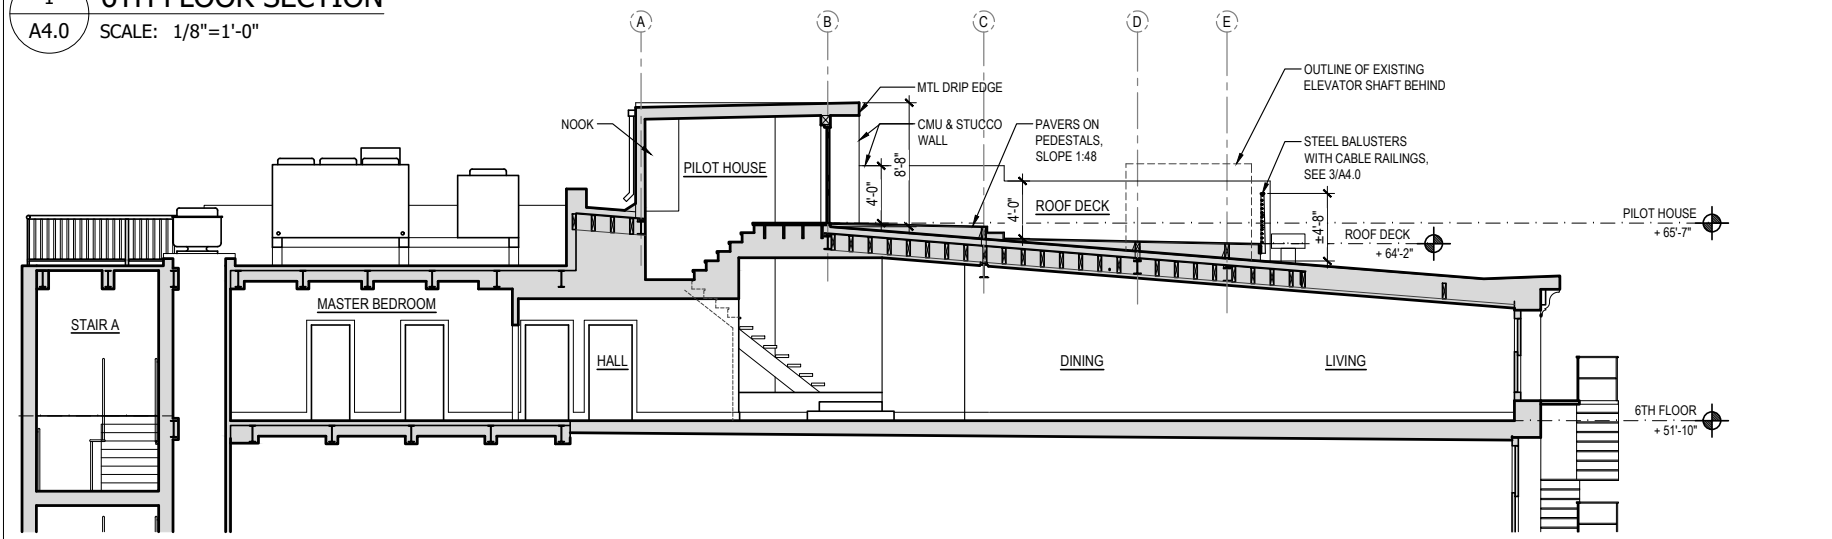 1
6TH FLOOR SECTION
A4.0
SCALE: 1/8"=1'-0"
A
B
C
D
E
OUTLINE OF EXISTING
ELEVATOR SHAFT BEHIND
MTL DRIP EDGE
NOOK
CMU & STUCCO
WALL
PAVERS ON
PEDESTALS,
SLOPE 1:48
STEEL BALUSTERS
WITH CABLE RAILINGS,
SEE 3/A4.0
PILOT HOUSE
8'-8"
4'-0"
4'-0"
ROOF DECK
±4'-8"
PILOT HOUSE
+ 65'-7"
ROOF DECK
+ 64'-2"
MASTER BEDROOM
STAIR A
HALL
DINING
LIVING
6TH FLOOR
+ 51'-10"